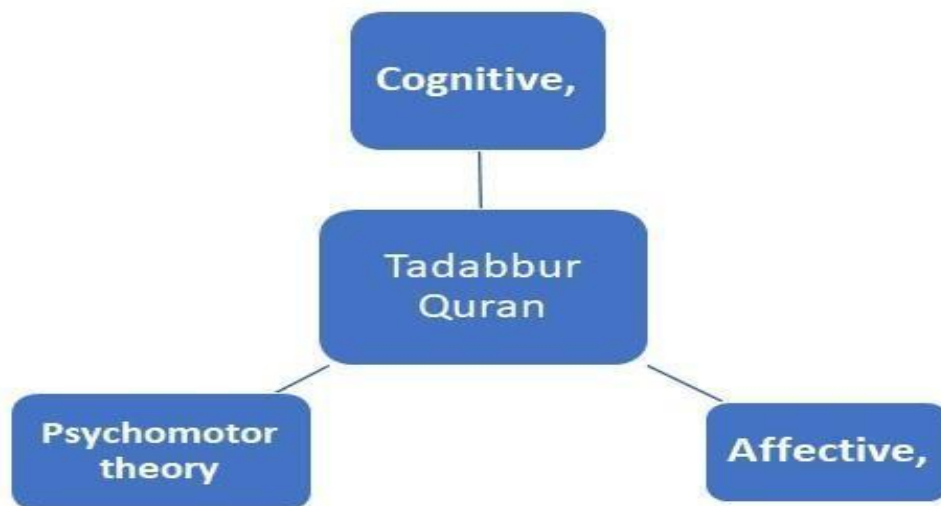 Cognitive,
Tadabbur
Quran
Psychomotor
theory
Affective,